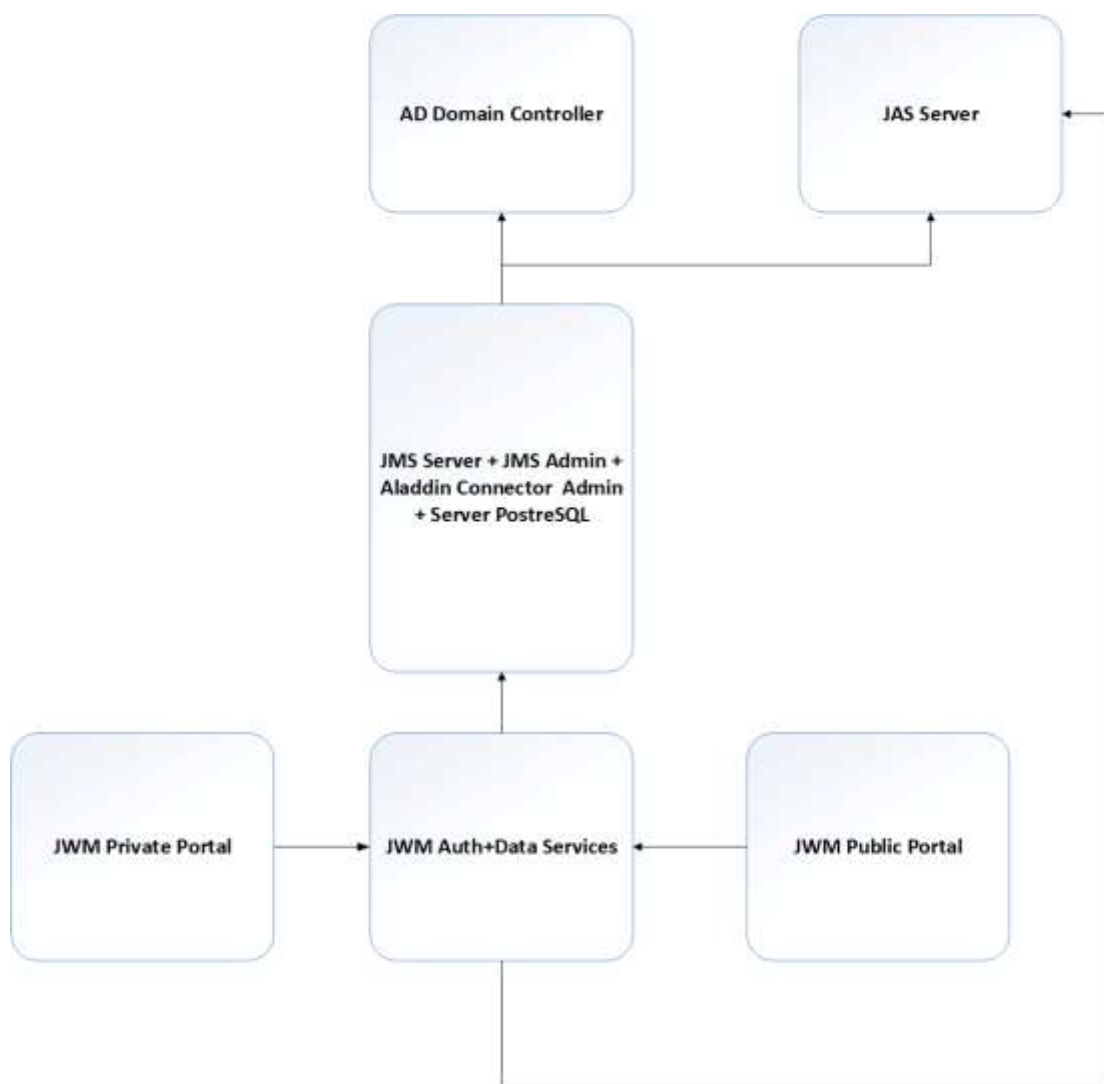 AD Domain Controller
JAS Server
JMS Server + JMS Admin +
Aladdin Connector Admin
+ Server PostreSQL
JWM Private Portal
JWM Auth+Data Services
JWM Public Portal